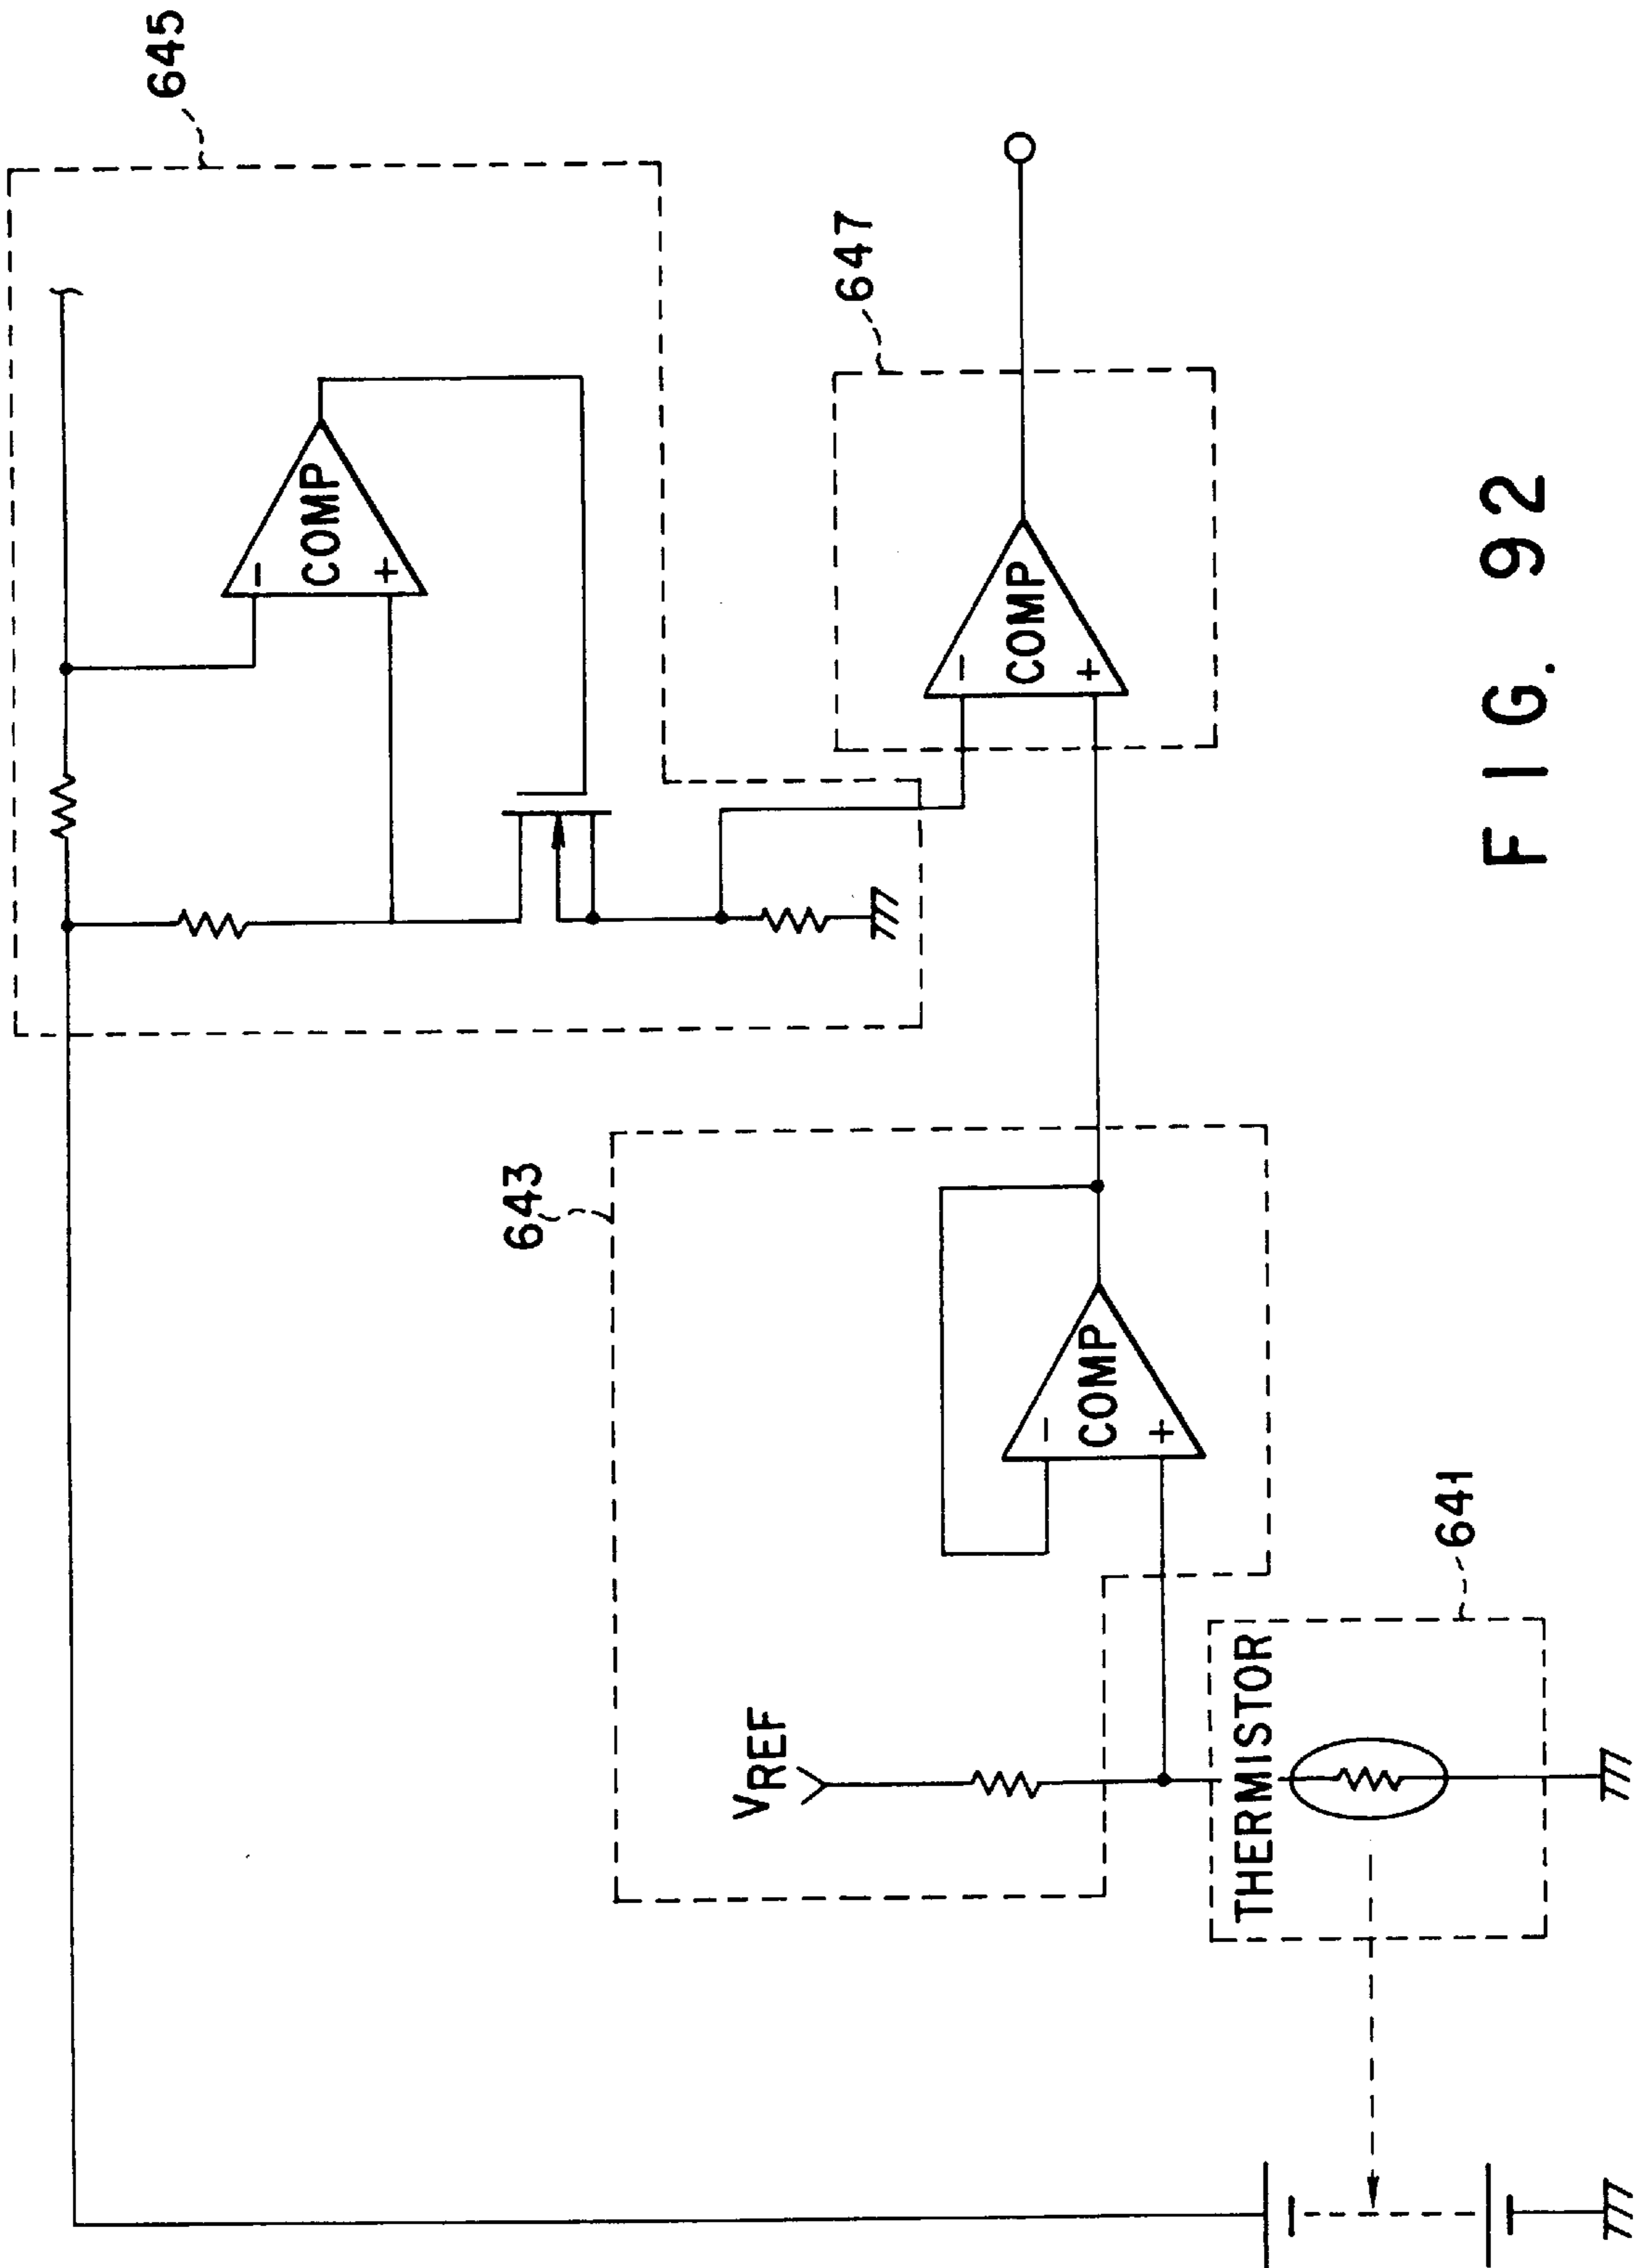 645
COMP
-
+
647
COMP
-
+
643
COMP
-
+
VREF
641
THERMISTOR
FIG. 92